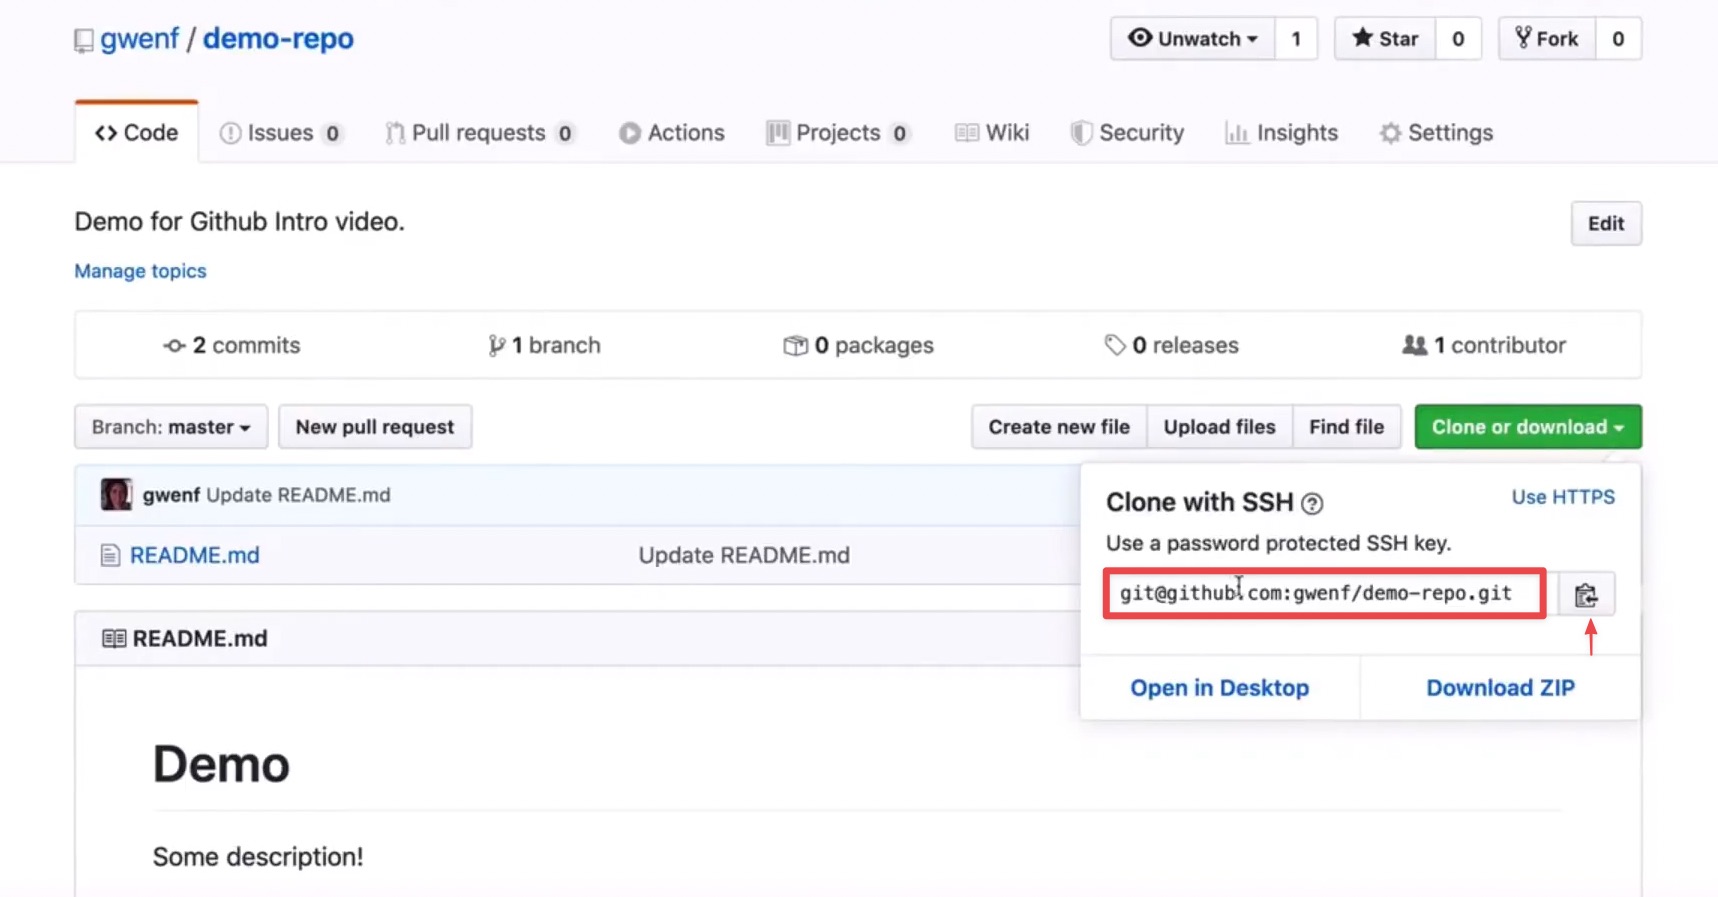 gwenf / demo-repo
Unwatch 1 Star 0 Fork 0
Code Issues 0 Pull requests 0 Actions Projects 0 Wiki Security Insights Settings
Demo for Github Intro video.
Edit
Manage topics
2 commits 1 branch 0 packages 0 releases 1 contributor
Branch: master New pull request Create new file Upload files Find file Clone or download
gwenf Update README.md
README.md Update README.md
Clone with SSH ? Use HTTPS
Use a password protected SSH key.
git@github.com:gwenf/demo-repo.git
Open in Desktop Download ZIP
README.md
Demo
Some description!